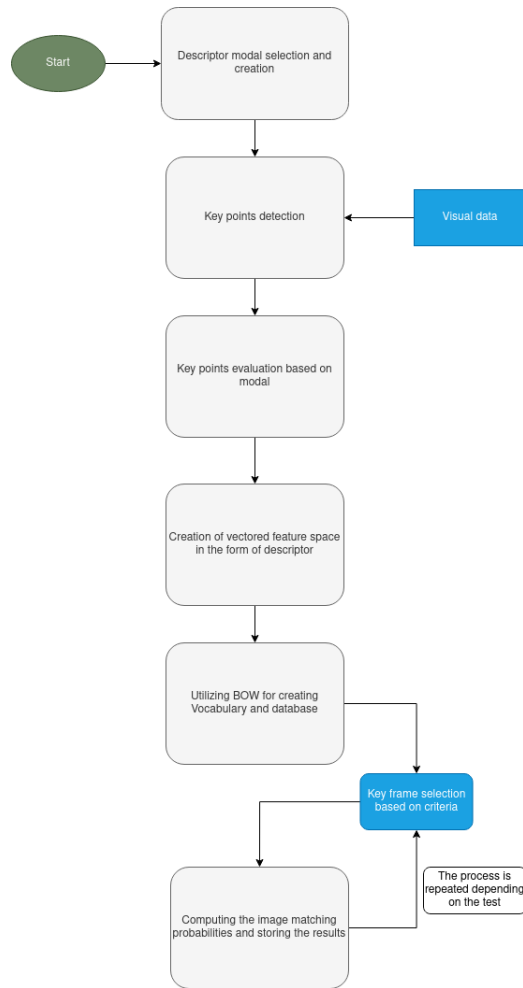 Start
Descriptor modal selection and
creation
Key points detection
Visual data
Key points evaluation based on
modal
Creation of vectored feature space
in the form of descriptor
Utilizing BOW for creating
Vocabulary and database
Key frame selection
based on criteria
The process is
repeated depending
on the test
Computing the image matching
probabilities and storing the results